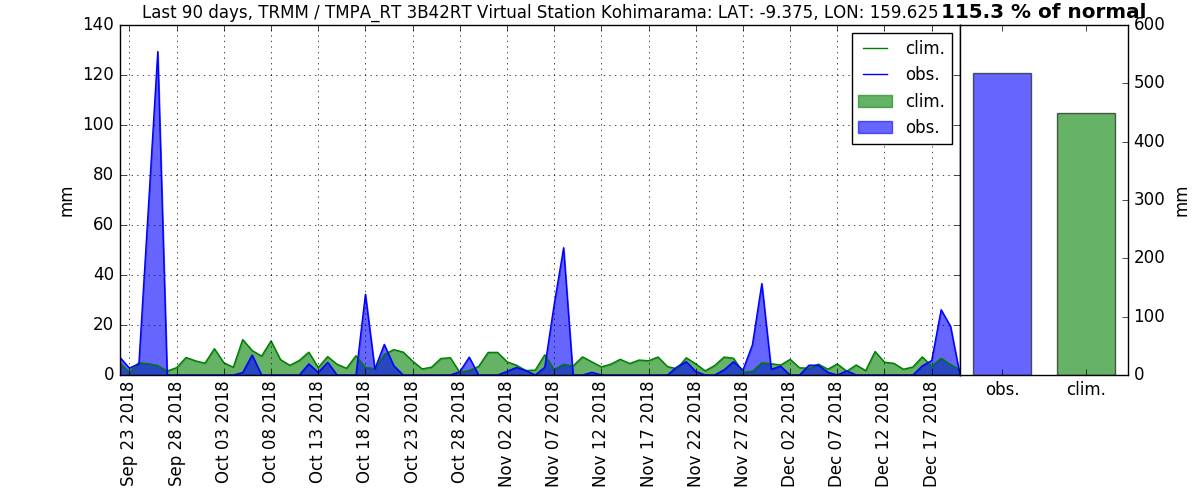 Last 90 days, TRMM / TMPA_RT 3B42RT Virtual Station Kohimarama: LAT: -9.375, LON: 159.625 115.3 % of normal
140
120
100
80
60
40
20
0
mm
clim.
obs.
clim.
obs.
600
500
400
300
200
100
0
mm
obs.
clim.
Sep 23 2018
Sep 28 2018
Oct 03 2018
Oct 08 2018
Oct 13 2018
Oct 18 2018
Oct 23 2018
Oct 28 2018
Nov 02 2018
Nov 07 2018
Nov 12 2018
Nov 17 2018
Nov 22 2018
Nov 27 2018
Dec 02 2018
Dec 07 2018
Dec 12 2018
Dec 17 2018